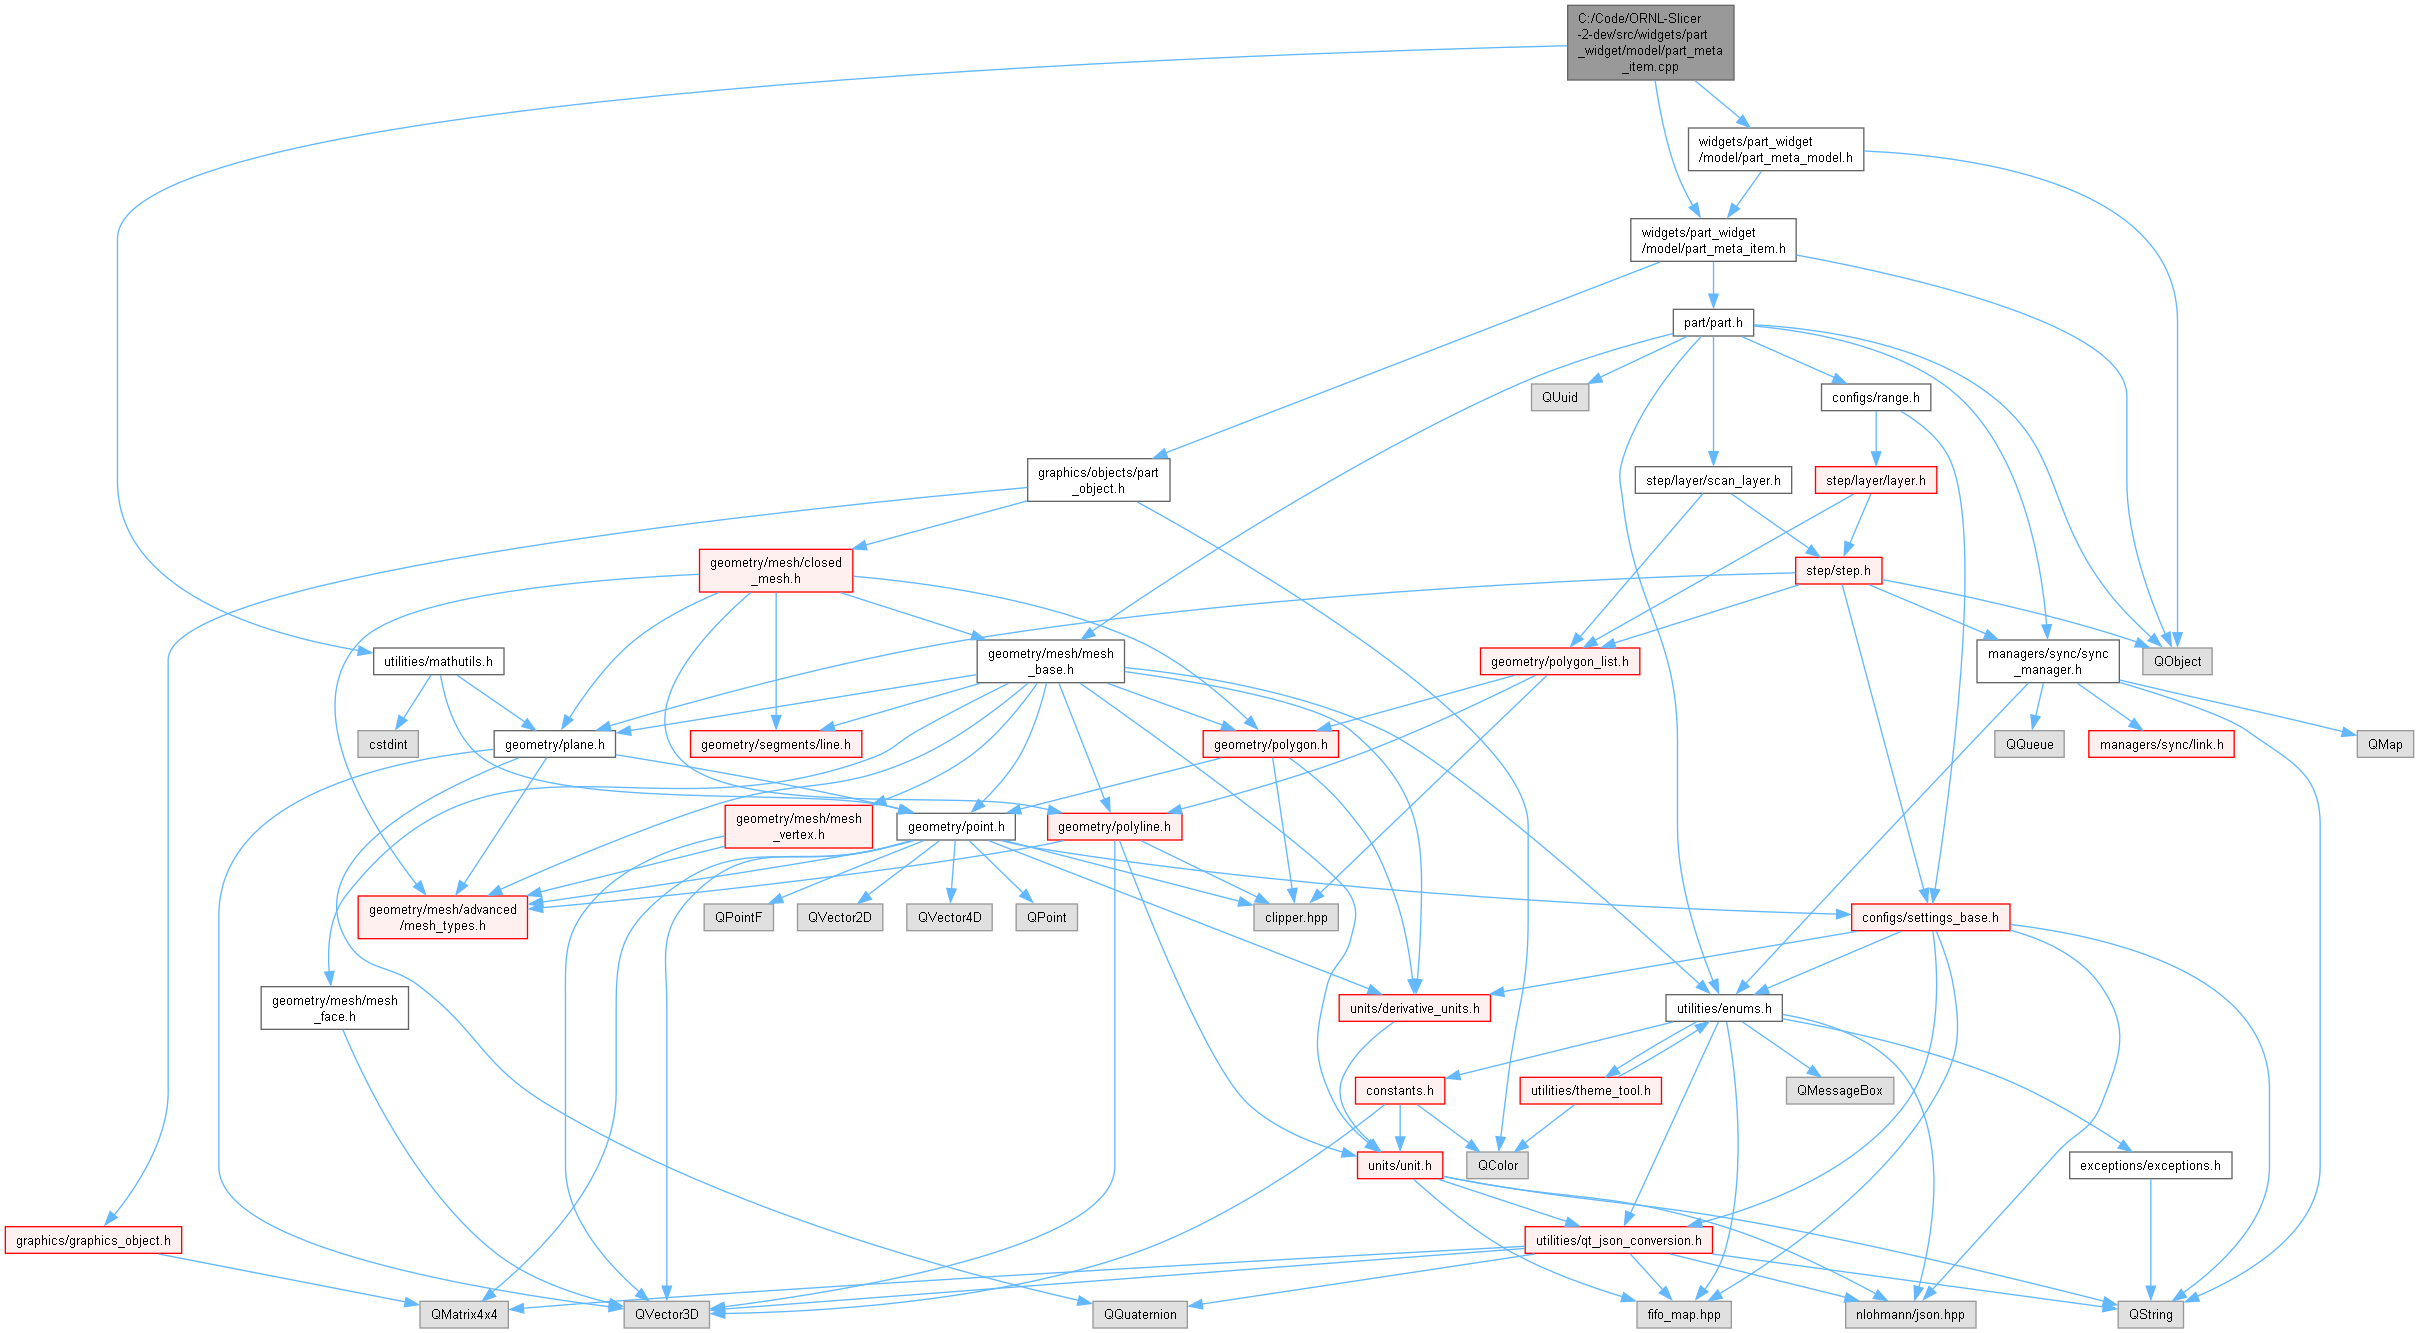 C:/Code/ORNL-Slicer
-2-dev/src/widgets/part
_widget/model/part_meta
_item.cpp
widgets/part_widget
/model/part_meta_model.h
widgets/part_widget
/model/part_meta_item.h
part/part.h
QUuid
configs/range.h
graphics/objects/part
_object.h
step/layer/scan_layer.h
step/layer/layer.h
geometry/mesh/closed
_mesh.h
step/step.h
utilities/mathutils.h
geometry/mesh/mesh
_base.h
geometry/polygon_list.h
managers/sync/sync
_manager.h
QObject
cstdint
geometry/plane.h
geometry/segments/line.h
geometry/polygon.h
QQueue
managers/sync/link.h
QMap
geometry/mesh/mesh
_vertex.h
geometry/point.h
geometry/polyline.h
geometry/mesh/advanced
/mesh_types.h
QPointF
QVector2D
QVector4D
QPoint
clipper.hpp
configs/settings_base.h
geometry/mesh/mesh
_face.h
units/derivative_units.h
utilities/enums.h
constants.h
utilities/theme_tool.h
QMessageBox
units/unit.h
QColor
exceptions/exceptions.h
graphics/graphics_object.h
utilities/qt_json_conversion.h
QMatrix4x4
QVector3D
QQuaternion
fifo_map.hpp
nlohmann/json.hpp
QString